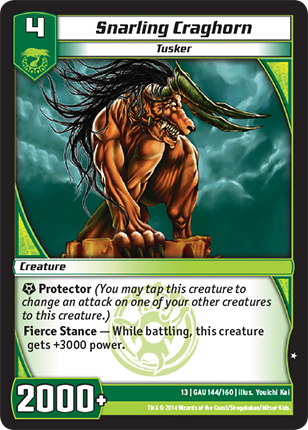 4
Snarling Craghorn
Tusker
Creature
Protector (You may tap this creature to
change an attack on one of your other creatures
to this creature.)
Fierce Stance — While battling, this creature
gets +3000 power.
2000+
13 | GAU 144/160 | illus. Youichi Kai
TM & © 2014 Wizards of the Coast/Shogakukan/Mitsui-Kids.